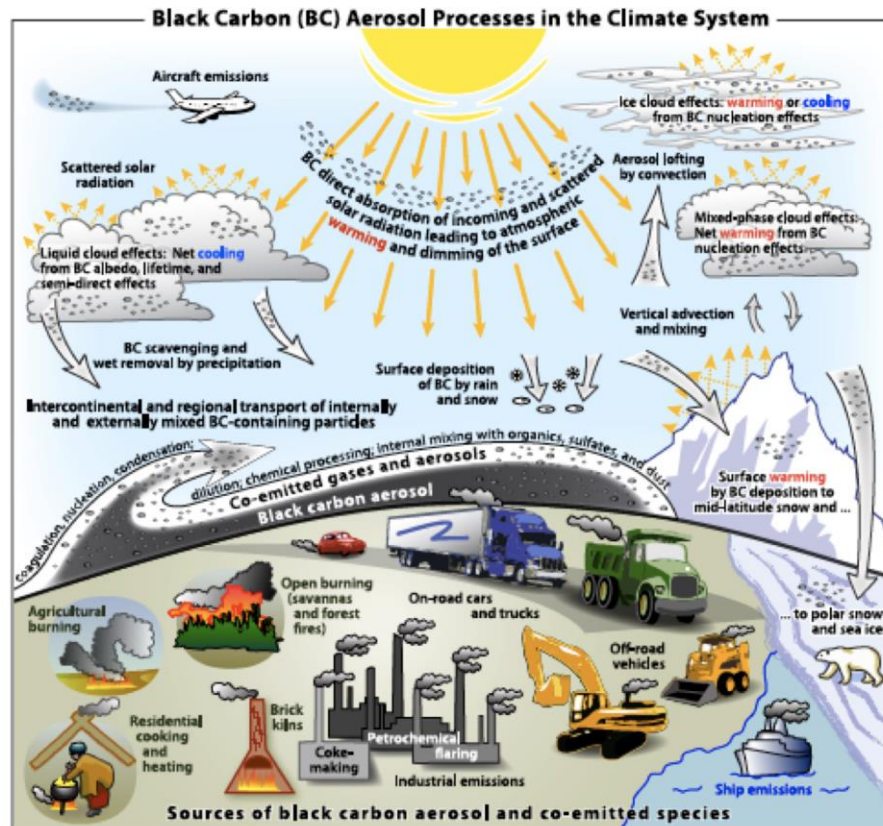 Black Carbon (BC) Aerosol Processes in the Climate System
Aircraft emissions
Ice cloud effects: warming or cooling
from BC nucleation effects
Scattered solar
radiation
BC direct absorption of incoming and scattered
solar radiation leading to atmospheric
warming and dimming of the surface
Aerosol lofting
by convection
Mixed-phase cloud effects:
Net warming from BC
nucleation effects
Liquid cloud effects: Net cooling
from BC albedo, lifetime, and
semi-direct effects
Vertical advection
and mixing
BC scavenging and
wet removal by precipitation
Surface deposition
of BC by rain
and snow
Intercontinental and regional transport of internally
and externally mixed BC-containing particles
coagulation, nucleation, condensation;
dilution; chemical processing; internal mixing with organics, sulfates, and dust
Co-emitted gases and aerosols
Black carbon aerosol
Surface warming
by BC deposition to
mid-latitude snow and ...
... to polar snow
and sea ice
Agricultural
burning
Open burning
(savannas
and forest
fires)
On-road cars
and trucks
Off-road
vehicles
Residential
cooking
and
heating
Brick
kilns
Coke-
making
Petrochemical
flaring
Industrial emissions
Ship emissions
Sources of black carbon aerosol and co-emitted species